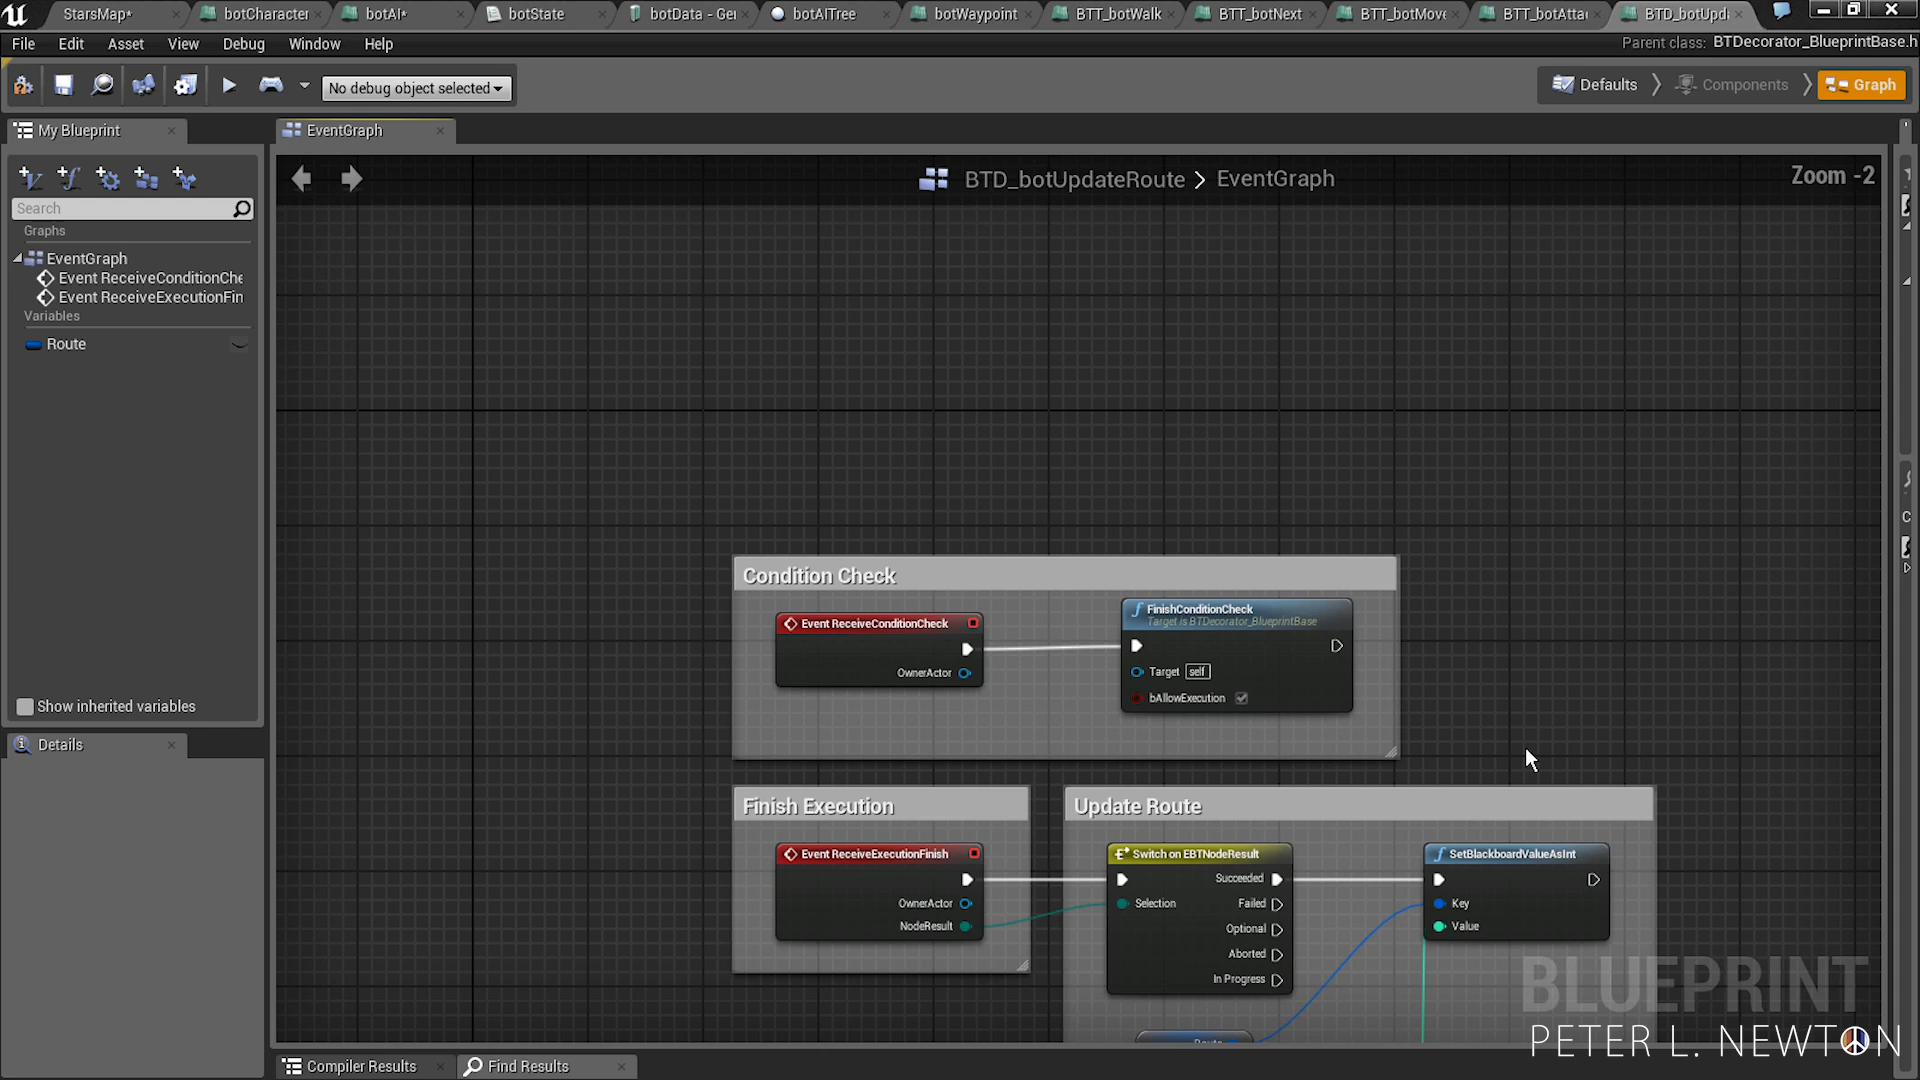 StarsMap*
botCharacter
botAI*
botState
botData - Ge
botAITree
botWaypoint
BTT_botWalk
BTT_botNext
BTT_botMove
BTT_botAtta
BTD_botUpd
File
Edit
Asset
View
Debug
Window
Help
Parent class: BTDecorator_BlueprintBase.h
No debug object selected
Defaults
Components
Graph
My Blueprint
EventGraph
BTD_botUpdateRoute > EventGraph
Zoom -2
Search
Graphs
EventGraph
Event ReceiveConditionChe
Event ReceiveExecutionFin
Variables
Route
Show inherited variables
Details
Condition Check
Event ReceiveConditionCheck
OwnerActor
FinishConditionCheck
Target is BTDecorator_BlueprintBase
Target self
bAllowExecution
Finish Execution
Event ReceiveExecutionFinish
OwnerActor
NodeResult
Update Route
Switch on EBTNodeResult
Succeeded
Selection
Failed
Optional
Aborted
In Progress
SetBlackboardValueAsInt
Key
Value
BLUEPRINT
PETER L. NEWTON
Compiler Results
Find Results